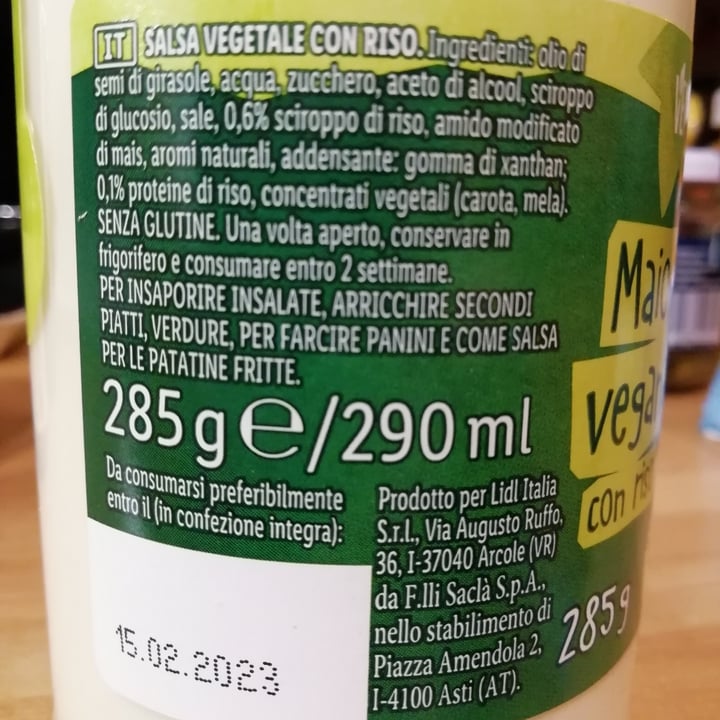 IT SALSA VEGETALE CON RISO. Ingredienti: olio di
semi di girasole, acqua, zucchero, aceto di alcool, sciroppo
di glucosio, sale, 0,6% sciroppo di riso, amido modificato
di mais, aromi naturali, addensante: gomma di xanthan;
0,1% proteine di riso, concentrati vegetali (carota, mela).
SENZA GLUTINE. Una volta aperto, conservare in
frigorifero e consumare entro 2 settimane.
PER INSAPORIRE INSALATE, ARRICCHIRE SECONDI
PIATTI, VERDURE, PER FARCIRE PANINI E COME SALSA
PER LE PATATINE FRITTE.
285 g e/290 ml
Da consumarsi preferibilmente
entro il (in confezione integra):
15.02.2023
Prodotto per Lidl Italia
S.r.l., Via Augusto Ruffo,
36, I-37040 Arcole (VR)
da F.lli Saclà S.p.A.,
nello stabilimento di
Piazza Amendola 2,
I-4100 Asti (AT).
Maio
vegan
con ris
285g